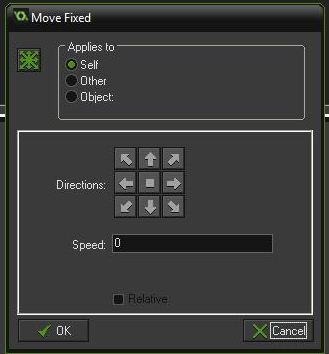 Move Fixed
Applies to
Self
Other
Object:
Directions:
Speed: 0
Relative
OK Cancel